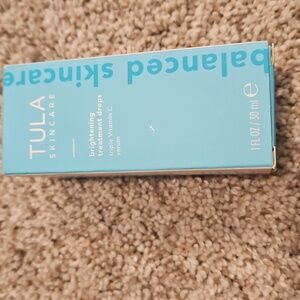 balanced skincare
TULA
SKINCARE
brightening
treatment drops
triple vitamin C
serum
1 FL OZ / 30 ml e